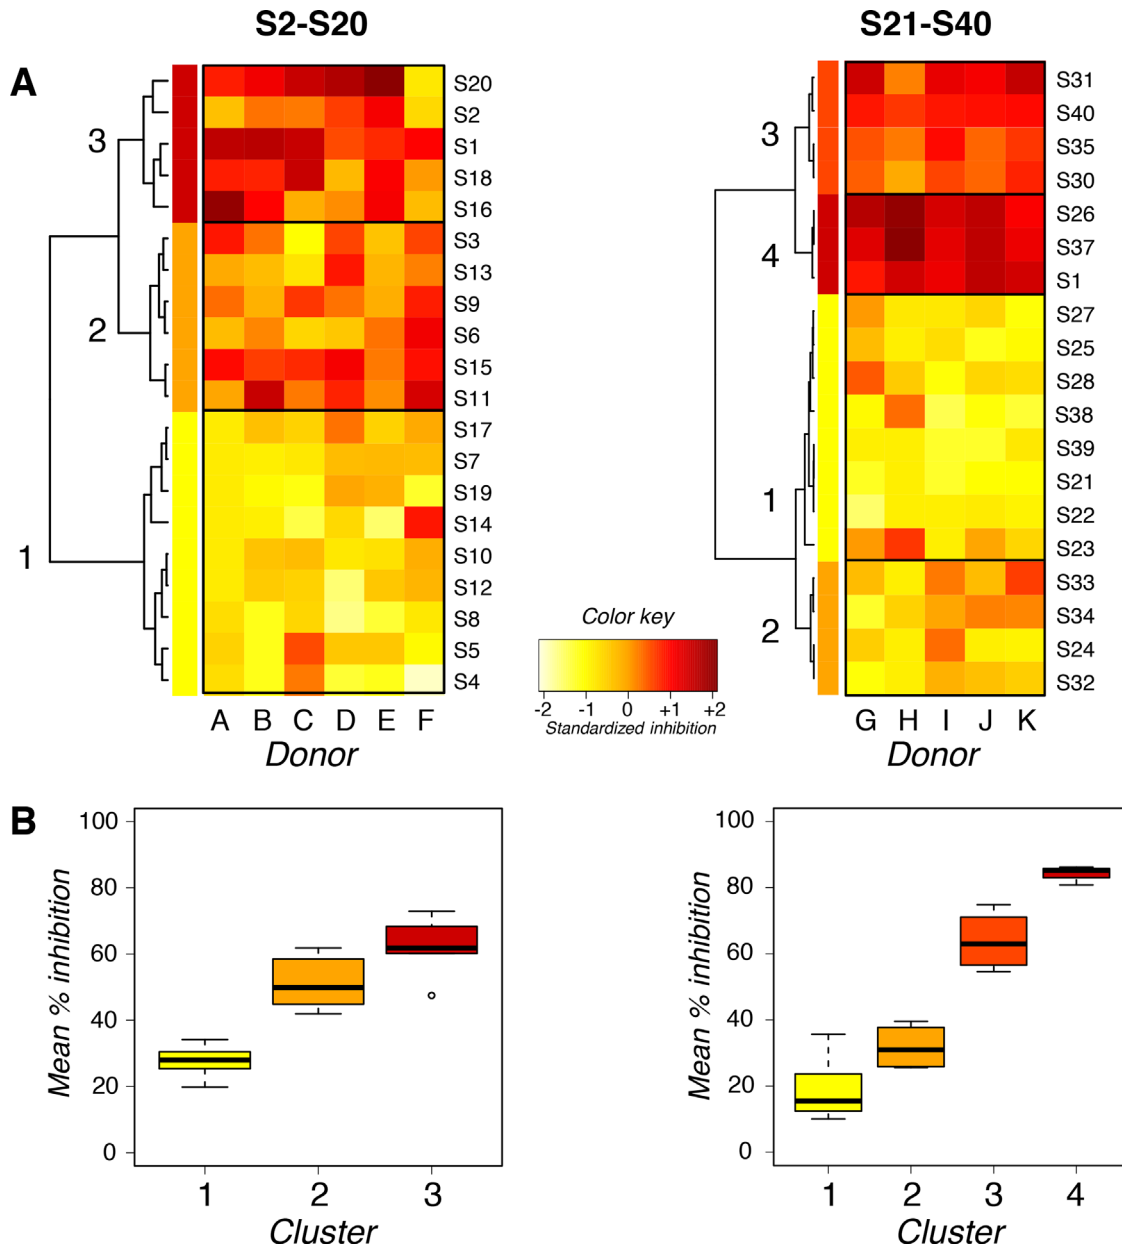 S2-S20
S21-S40
A
3
2
1
S20
S2
S1
S18
S16
S3
S13
S9
S6
S15
S11
S17
S7
S19
S14
S10
S12
S8
S5
S4
A B C D E F
Donor
Color key
-2 -1 0 +1 +2
Standardized inhibition
3
4
1
2
S31
S40
S35
S30
S26
S37
S1
S27
S25
S28
S38
S39
S21
S22
S23
S33
S34
S24
S32
G H I J K
Donor
B
Mean % inhibition
100
80
60
40
20
0
1 2 3
Cluster
Mean % inhibition
100
80
60
40
20
0
1 2 3 4
Cluster